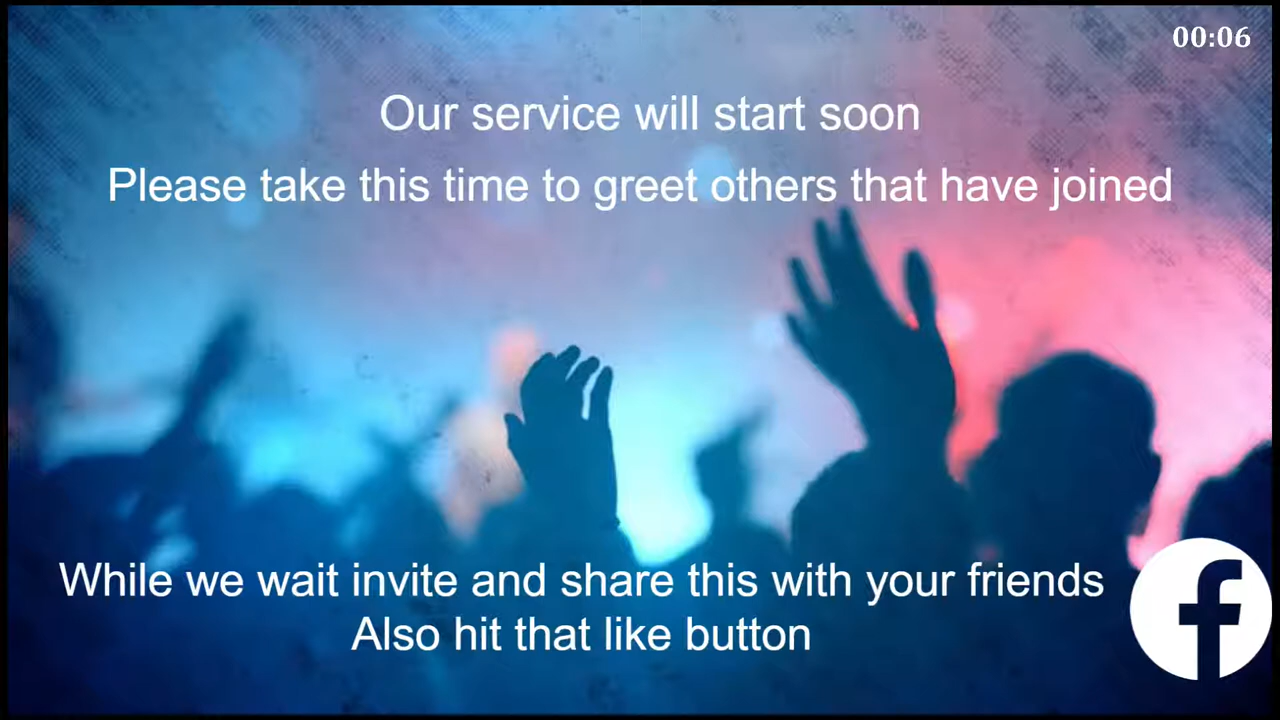 00:06
Our service will start soon
Please take this time to greet others that have joined
While we wait invite and share this with your friends
Also hit that like button